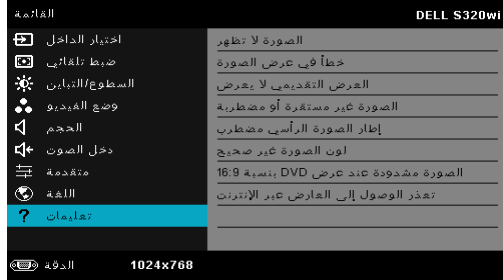 القائمة
DELL S320wi
اختيار الداخل
ضبط تلقائي
السطوع/التباين
وضع الفيديو
الحجم
دخل الصوت
متقدمة
اللغة
تعليمات
الصورة لا تظهر
خطأ في عرض الصورة
العرض التقديمي لا يعرض
الصورة غير مستقرة أو مضطربة
إطار الصورة الرأسي مضطرب
لون الصورة غير صحيح
الصورة مشدودة عند عرض DVD بنسبة 16:9
تعذر الوصول إلى العارض عبر الإنترنت
الدقة 1024x768